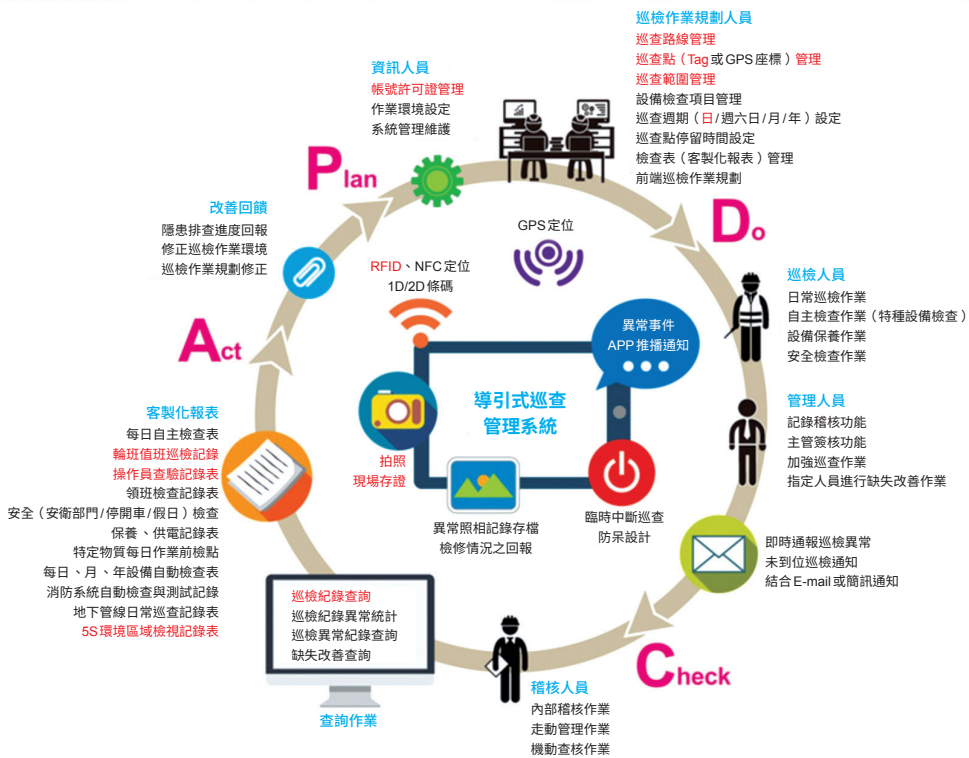 巡檢作業規劃人員
巡查路線管理
巡查點（Tag或GPS座標）管理
巡查範圍管理
設備檢查項目管理
巡查週期（日/週六日/月/年）設定
巡查點停留時間設定
檢查表（客製化報表）管理
前端巡檢作業規劃
資訊人員
帳號許可證管理
作業環境設定
系統管理維護
Plan
Do
改善回饋
隱患排查進度回報
修正巡檢作業環境
巡檢作業規劃修正
GPS定位
RFID、NFC定位
1D/2D條碼
巡檢人員
日常巡檢作業
自主檢查作業（特種設備檢查）
設備保養作業
安全檢查作業
Act
異常事件
APP推播通知
導引式巡查
管理系統
管理人員
記錄稽核功能
主管簽核功能
加強巡查作業
指定人員進行缺失改善作業
客製化報表
每日自主檢查表
輪班值班巡檢記錄
操作員查驗記錄表
領班檢查記錄表
安全（安衛部門/停開車/假日）檢查
保養、供電記錄表
特定物質每日作業前檢點
每日、月、年設備自動檢查表
消防系統自動檢查與測試記錄
地下管線日常巡查記錄表
5S環境區域檢視記錄表
拍照
現場存證
異常照相記錄存檔
檢修情況之回報
臨時中斷巡查
防呆設計
即時通報巡檢異常
未到位巡檢通知
結合E-mail或簡訊通知
巡檢紀錄查詢
巡檢紀錄異常統計
巡檢異常紀錄查詢
缺失改善查詢
查詢作業
Check
稽核人員
內部稽核作業
走動管理作業
機動查核作業